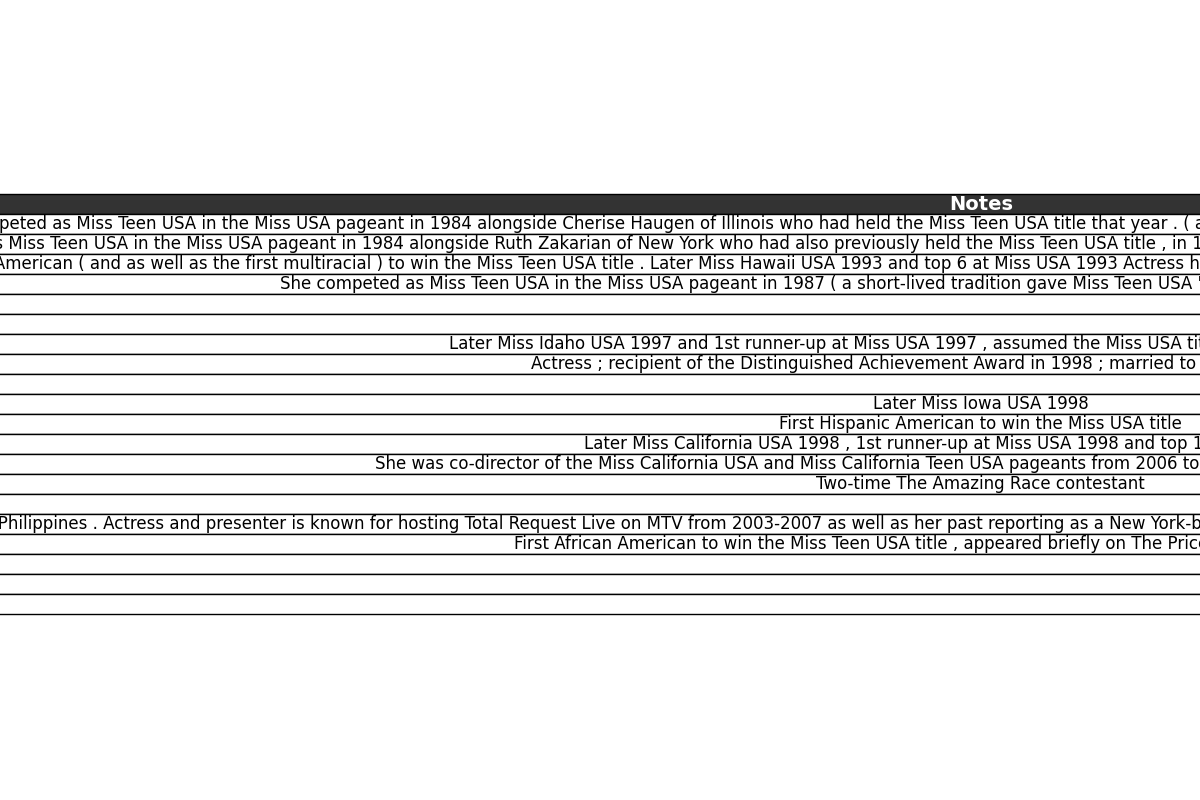 Notes
peted as Miss Teen USA in the Miss USA pageant in 1984 alongside Cherise Haugen of Illinois who had held the Miss Teen USA title that year . ( a
s Miss Teen USA in the Miss USA pageant in 1984 alongside Ruth Zakarian of New York who had also previously held the Miss Teen USA title , in 1
American ( and as well as the first multiracial ) to win the Miss Teen USA title . Later Miss Hawaii USA 1993 and top 6 at Miss USA 1993 Actress h
She competed as Miss Teen USA in the Miss USA pageant in 1987 ( a short-lived tradition gave Miss Teen USA '
Later Miss Idaho USA 1997 and 1st runner-up at Miss USA 1997 , assumed the Miss USA tit
Actress ; recipient of the Distinguished Achievement Award in 1998 ; married to
Later Miss Iowa USA 1998
First Hispanic American to win the Miss USA title
Later Miss California USA 1998 , 1st runner-up at Miss USA 1998 and top 1
She was co-director of the Miss California USA and Miss California Teen USA pageants from 2006 to
Two-time The Amazing Race contestant
Philippines . Actress and presenter is known for hosting Total Request Live on MTV from 2003-2007 as well as her past reporting as a New York-b
First African American to win the Miss Teen USA title , appeared briefly on The Price